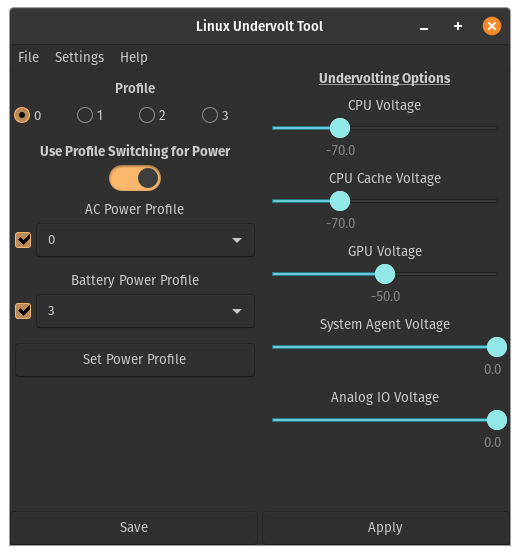 Linux Undervolt Tool
File Settings Help
Profile
0 1 2 3
Use Profile Switching for Power
AC Power Profile
0
Battery Power Profile
3
Set Power Profile
Undervolting Options
CPU Voltage
-70.0
CPU Cache Voltage
-70.0
GPU Voltage
-50.0
System Agent Voltage
0.0
Analog IO Voltage
0.0
Save
Apply